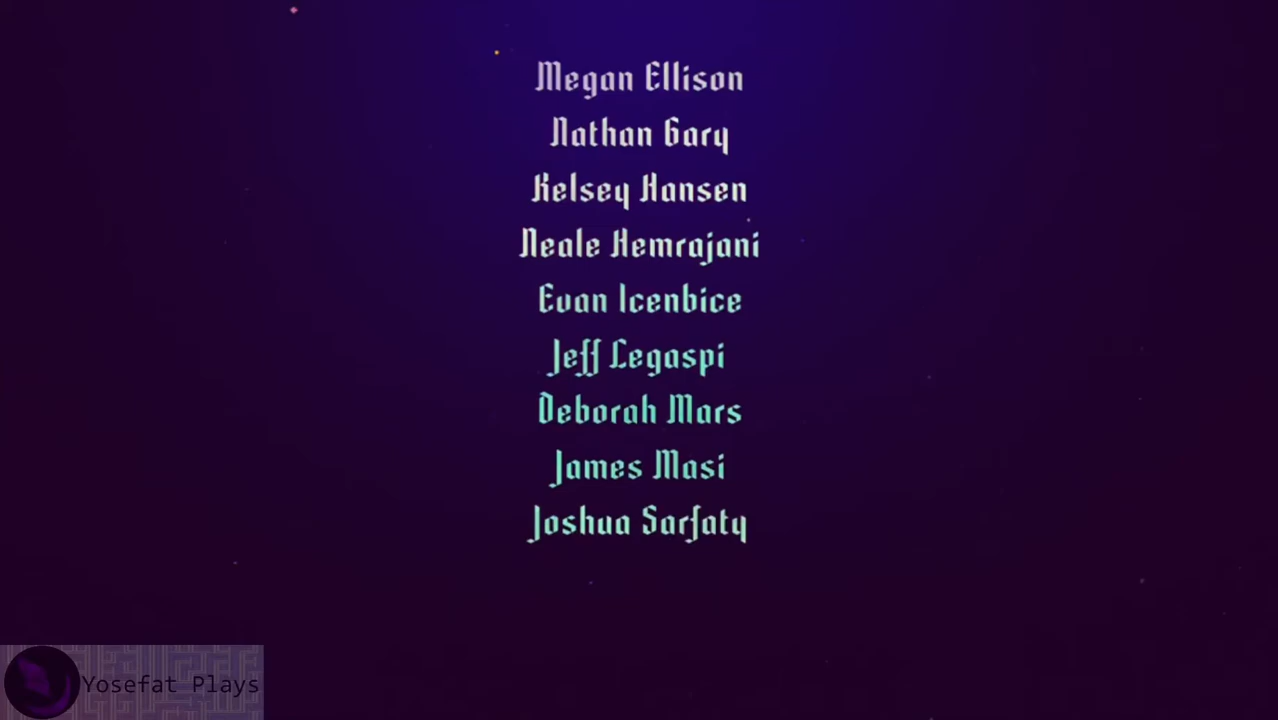 Megan Ellison
Nathan Gary
Kelsey Hansen
Neale Hemrajani
Evan Icenbice
Jeff Legaspi
Deborah Mars
James Masi
Joshua Sarfaty
Yosefat Plays